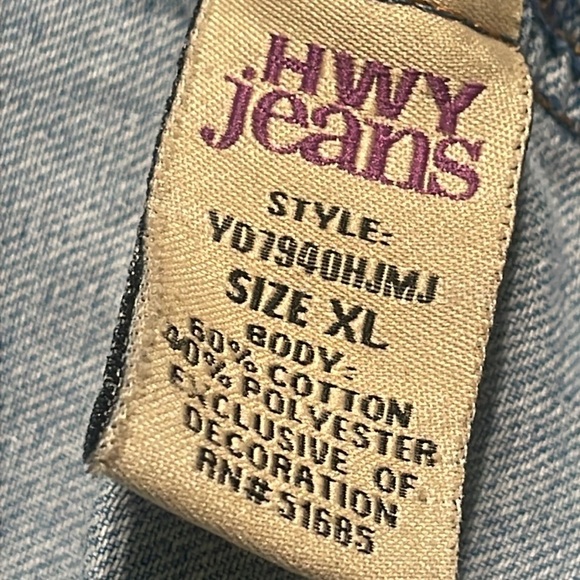 HWY
jeans
STYLE:
YD7940HJMJ
SIZE XL
BODY:
60% COTTON
40% POLYESTER
EXCLUSIVE OF
DECORATION
RN# 51685